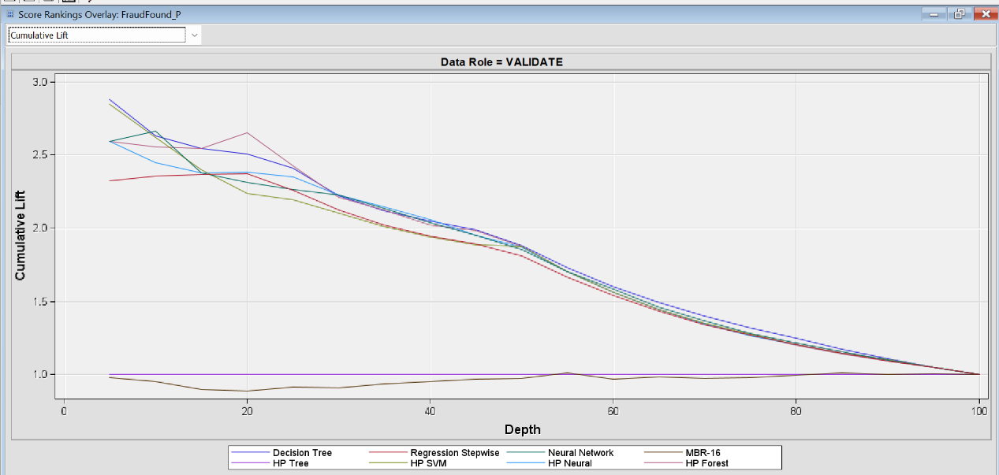 Score Rankings Overlay: FraudFound_P
Cumulative Lift
Data Role = VALIDATE
3.0
2.5
2.0
1.5
1.0
Cumulative Lift
0 20 40 60 80 100
Depth
Decision Tree Regression Stepwise Neural Network MBR-16
HP Tree HP SVM HP Neural HP Forest